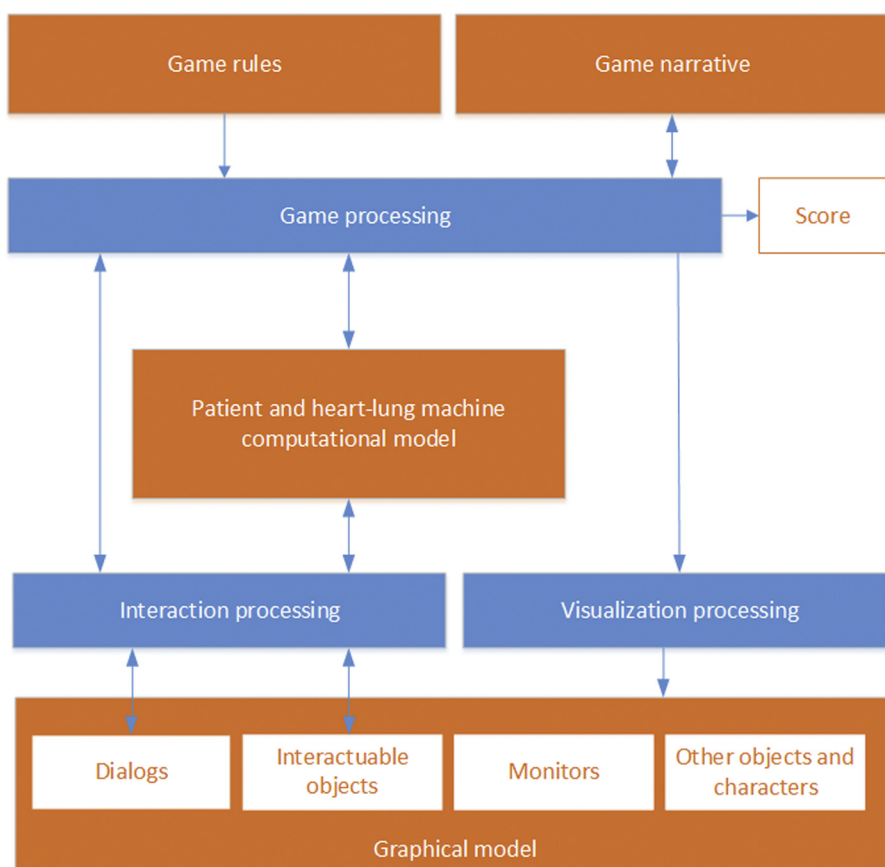 Game rules
Game narrative
Game processing
Score
Patient and heart-lung machine
computational model
Interaction processing
Visualization processing
Dialogs
Interactuable
objects
Monitors
Other objects and
characters
Graphical model